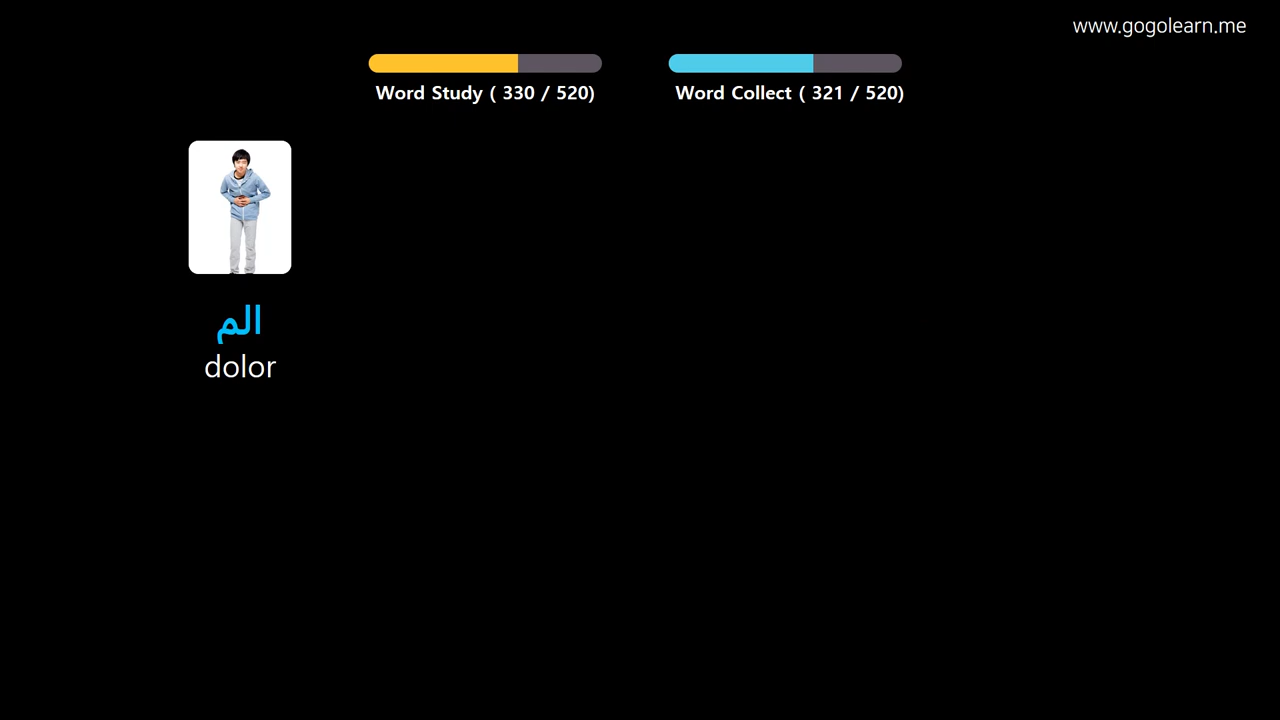 www.gogolearn.me
Word Study ( 330 / 520)
Word Collect ( 321 / 520)
الم
dolor